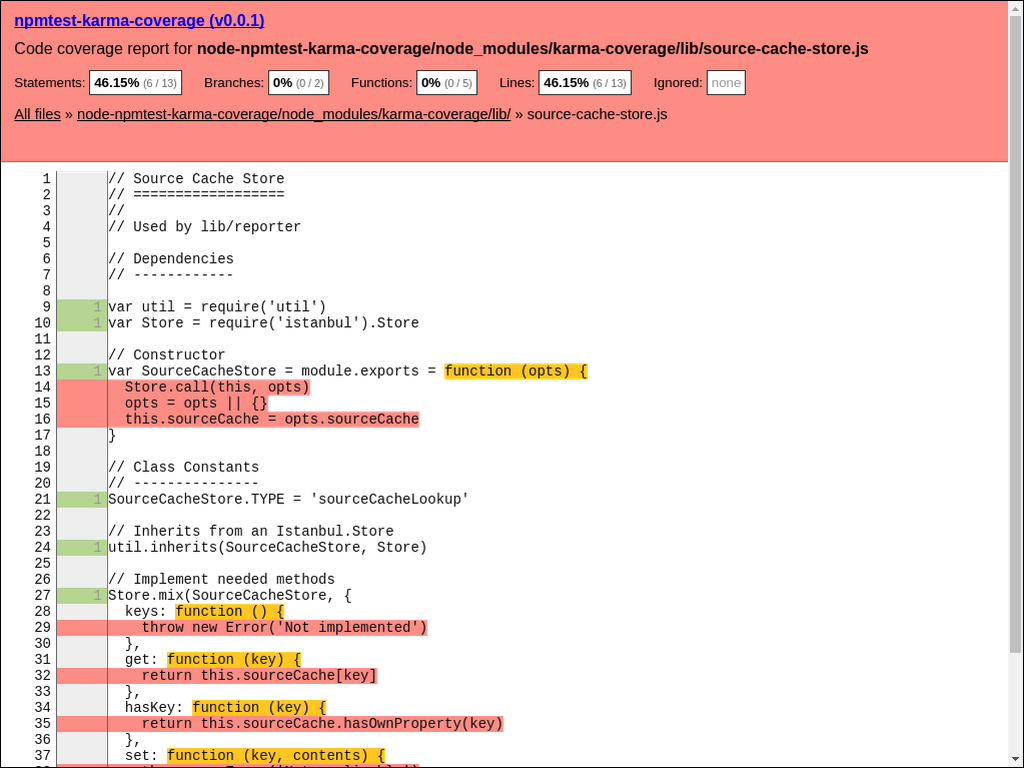 npmtest-karma-coverage (v0.0.1)
Code coverage report for node-npmtest-karma-coverage/node_modules/karma-coverage/lib/source-cache-store.js
Statements: 46.15% (6 / 13) Branches: 0% (0 / 2) Functions: 0% (0 / 5) Lines: 46.15% (6 / 13) Ignored: none
All files » node-npmtest-karma-coverage/node_modules/karma-coverage/lib/ » source-cache-store.js
1 // Source Cache Store
2 // ==================
3 //
4 // Used by lib/reporter
5
6 // Dependencies
7 // ------------
8
9 1 var util = require('util')
10 1 var Store = require('istanbul').Store
11
12 // Constructor
13 1 var SourceCacheStore = module.exports = function (opts) {
14 Store.call(this, opts)
15 opts = opts || {}
16 this.sourceCache = opts.sourceCache
17 }
18
19 // Class Constants
20 // ---------------
21 1 SourceCacheStore.TYPE = 'sourceCacheLookup'
22
23 // Inherits from an Istanbul.Store
24 1 util.inherits(SourceCacheStore, Store)
25
26 // Implement needed methods
27 1 Store.mix(SourceCacheStore, {
28 keys: function () {
29 throw new Error('Not implemented')
30 },
31 get: function (key) {
32 return this.sourceCache[key]
33 },
34 hasKey: function (key) {
35 return this.sourceCache.hasOwnProperty(key)
36 },
37 set: function (key, contents) {